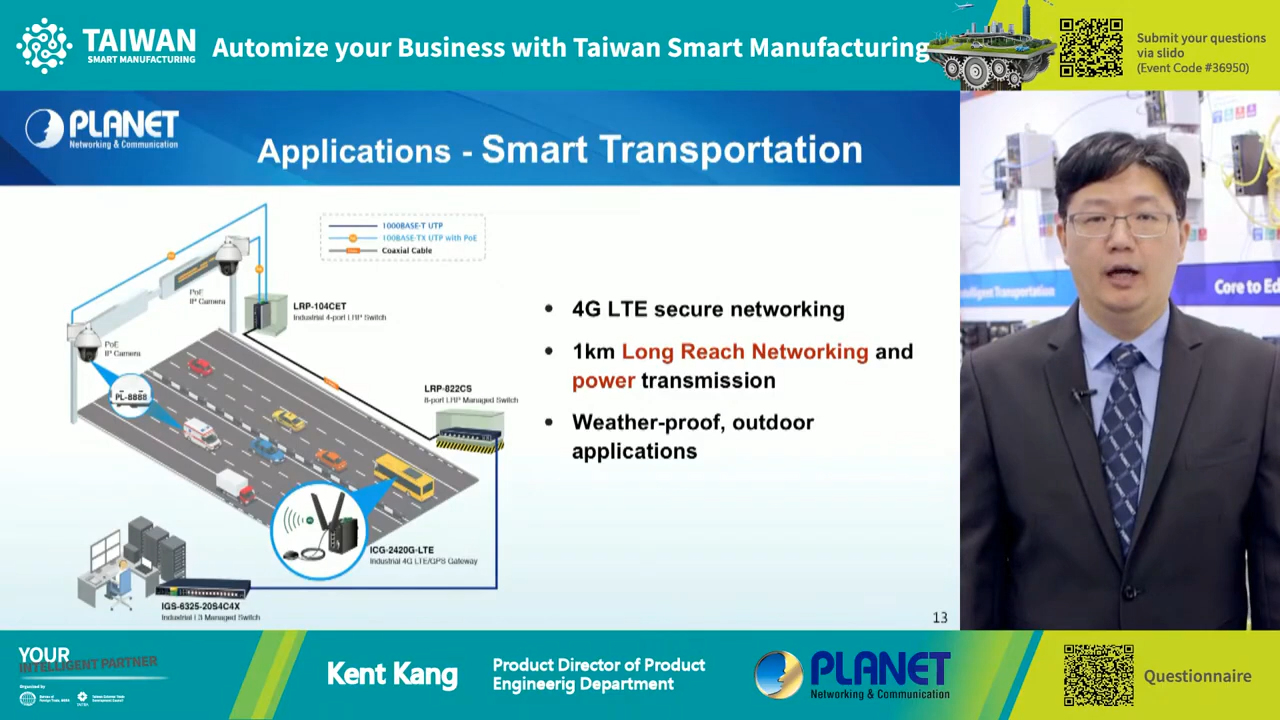 TAIWAN
SMART MANUFACTURING
Automize your Business with Taiwan Smart Manufacturing
Submit your questions
via slido
(Event Code #36950)
PLANET
Networking & Communication
Applications - Smart Transportation
1000BASE-T UTP
100BASE-TX UTP with PoE
Coaxial Cable
PoE
IP Camera
LRP-104CET
Industrial 4-port LRP Switch
PoE
IP Camera
PL-8888
LRP-822CS
8-port LRP Managed Switch
ICG-2420G-LTE
Industrial 4G LTE/GPS Gateway
IGS-6325-20S4C4X
Industrial L3 Managed Switch
• 4G LTE secure networking
• 1km Long Reach Networking and
power transmission
• Weather-proof, outdoor
applications
13
Intelligent Transportation
Core to Ed
YOUR
INTELLIGENT PARTNER
Organized by
Kent Kang
Product Director of Product
Engineerig Department
PLANET
Networking & Communication
Questionnaire